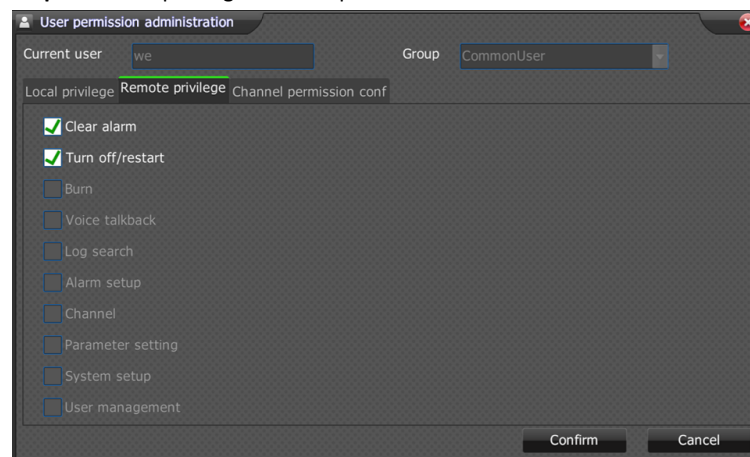 User permission administration
Current user we Group CommonUser
Local privilege Remote privilege Channel permission conf
Clear alarm
Turn off/restart
Burn
Voice talkback
Log search
Alarm setup
Channel
Parameter setting
System setup
User management
Confirm Cancel